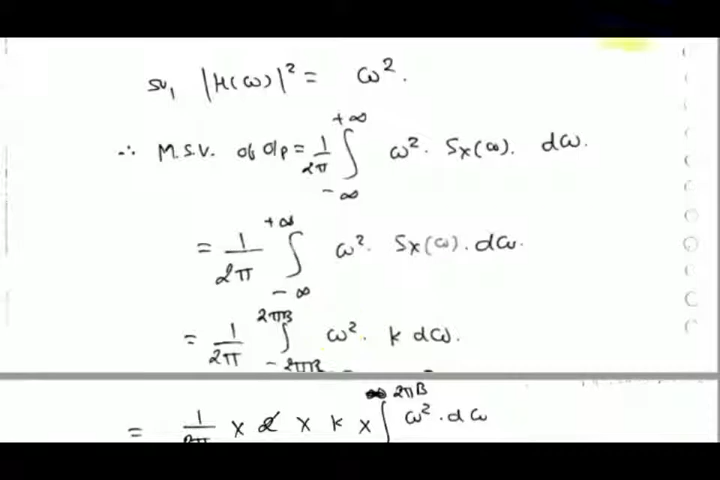 so, |H(ω)|² = ω².
∴ M.S.V. of o/p = 1/2π ∫_{-∞}^{+∞} ω². Sx(ω). dω.
= 1/2π ∫_{-∞}^{+∞} ω². Sx(ω). dω.
= 1/2π ∫_{-2πB}^{2πB} ω². k dω.
= 1/2π × 2 × k × ∫^{2πB} ω². dω